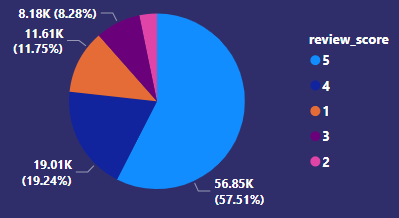 8.18K (8.28%)
11.61K
(11.75%)
19.01K
(19.24%)
56.85K
(57.51%)
review_score
5
4
1
3
2